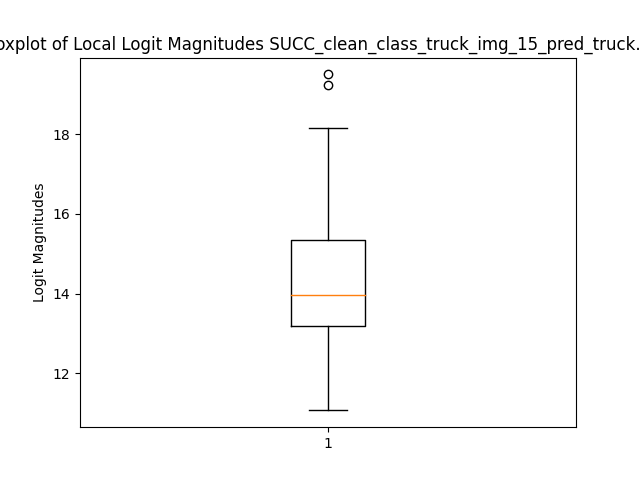 oxplot of Local Logit Magnitudes SUCC_clean_class_truck_img_15_pred_truck.
18
16
14
12
Logit Magnitudes
1